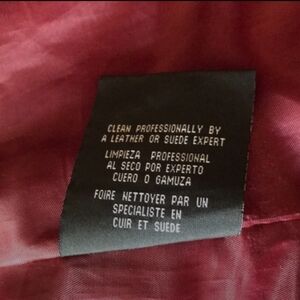 CLEAN PROFESSIONALLY BY
A LEATHER OR SUEDE EXPERT
LIMPIEZA PROFESSIONAL
AL SECO POR EXPERTO
CUERO O GAMUZA
FOIRE NETTOYER PAR UN
SPECIALISTE EN
CUIR ET SUEDE